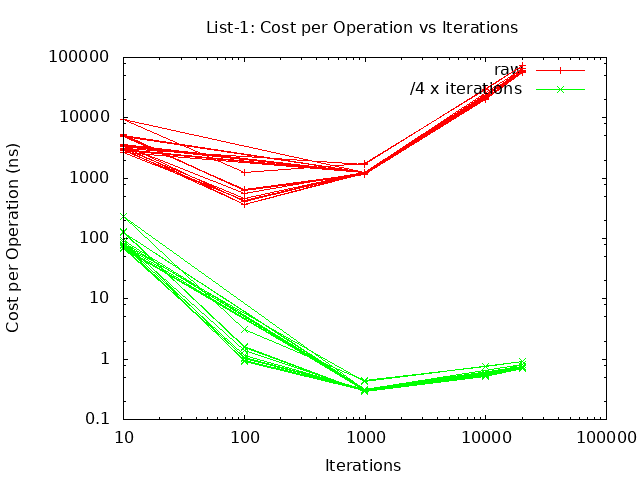 List-1: Cost per Operation vs Iterations
100000
10000
1000
100
10
1
0.1
Cost per Operation (ns)
raw
/4 x iterations
10 100 1000 10000 100000
Iterations